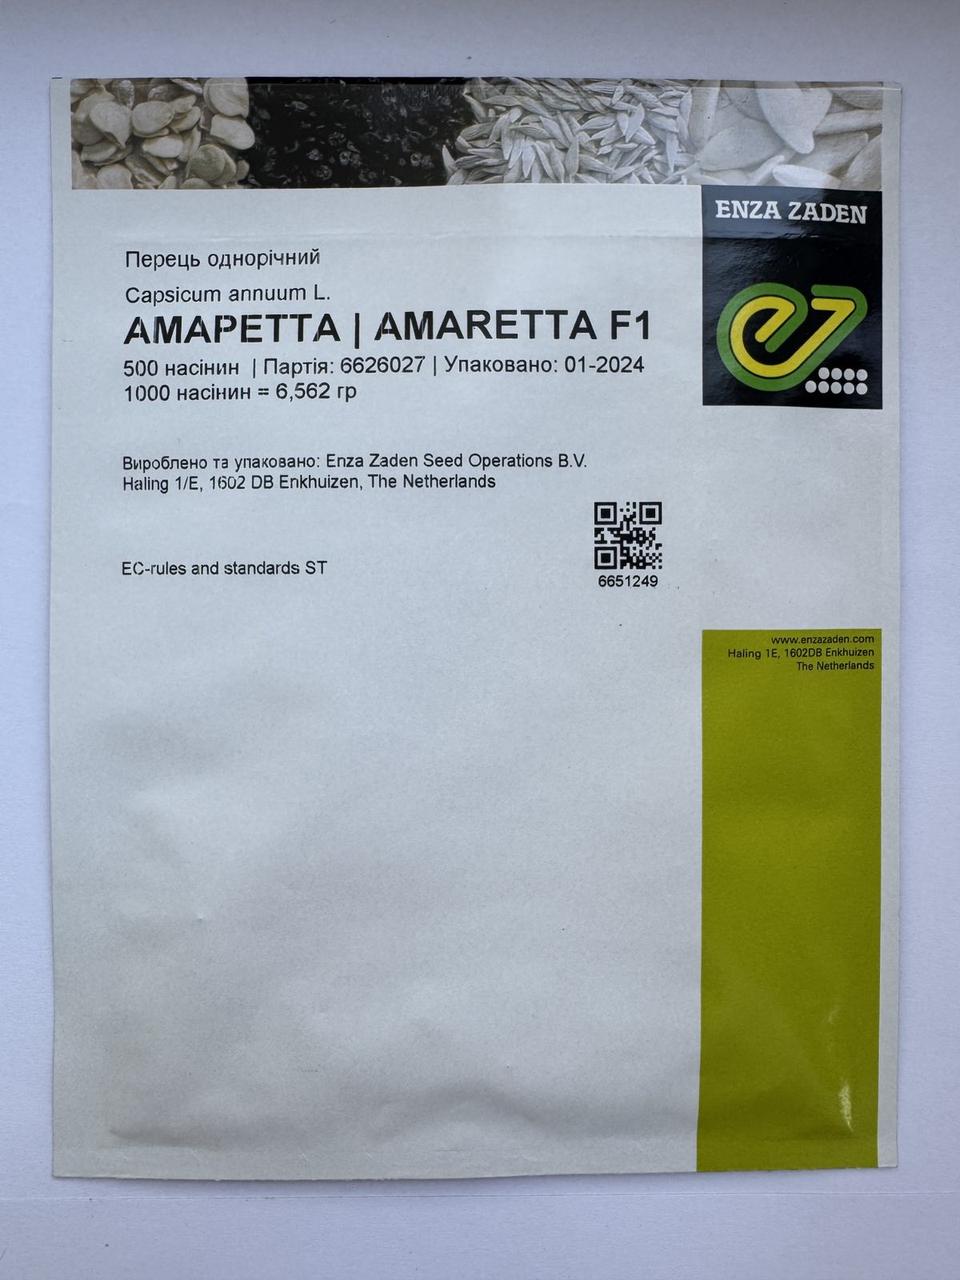 ENZA ZADEN
Перець однорічний
Capsicum annuum L.
АМАРЕТТА | AMARETTA F1
500 насінин | Партія: 6626027 | Упаковано: 01-2024
1000 насінин = 6,562 гр
Вироблено та упаковано: Enza Zaden Seed Operations B.V.
Haling 1/E, 1602 DB Enkhuizen, The Netherlands
EC-rules and standards ST
6651249
www.enzazaden.com
Haling 1E, 1602DB Enkhuizen
The Netherlands